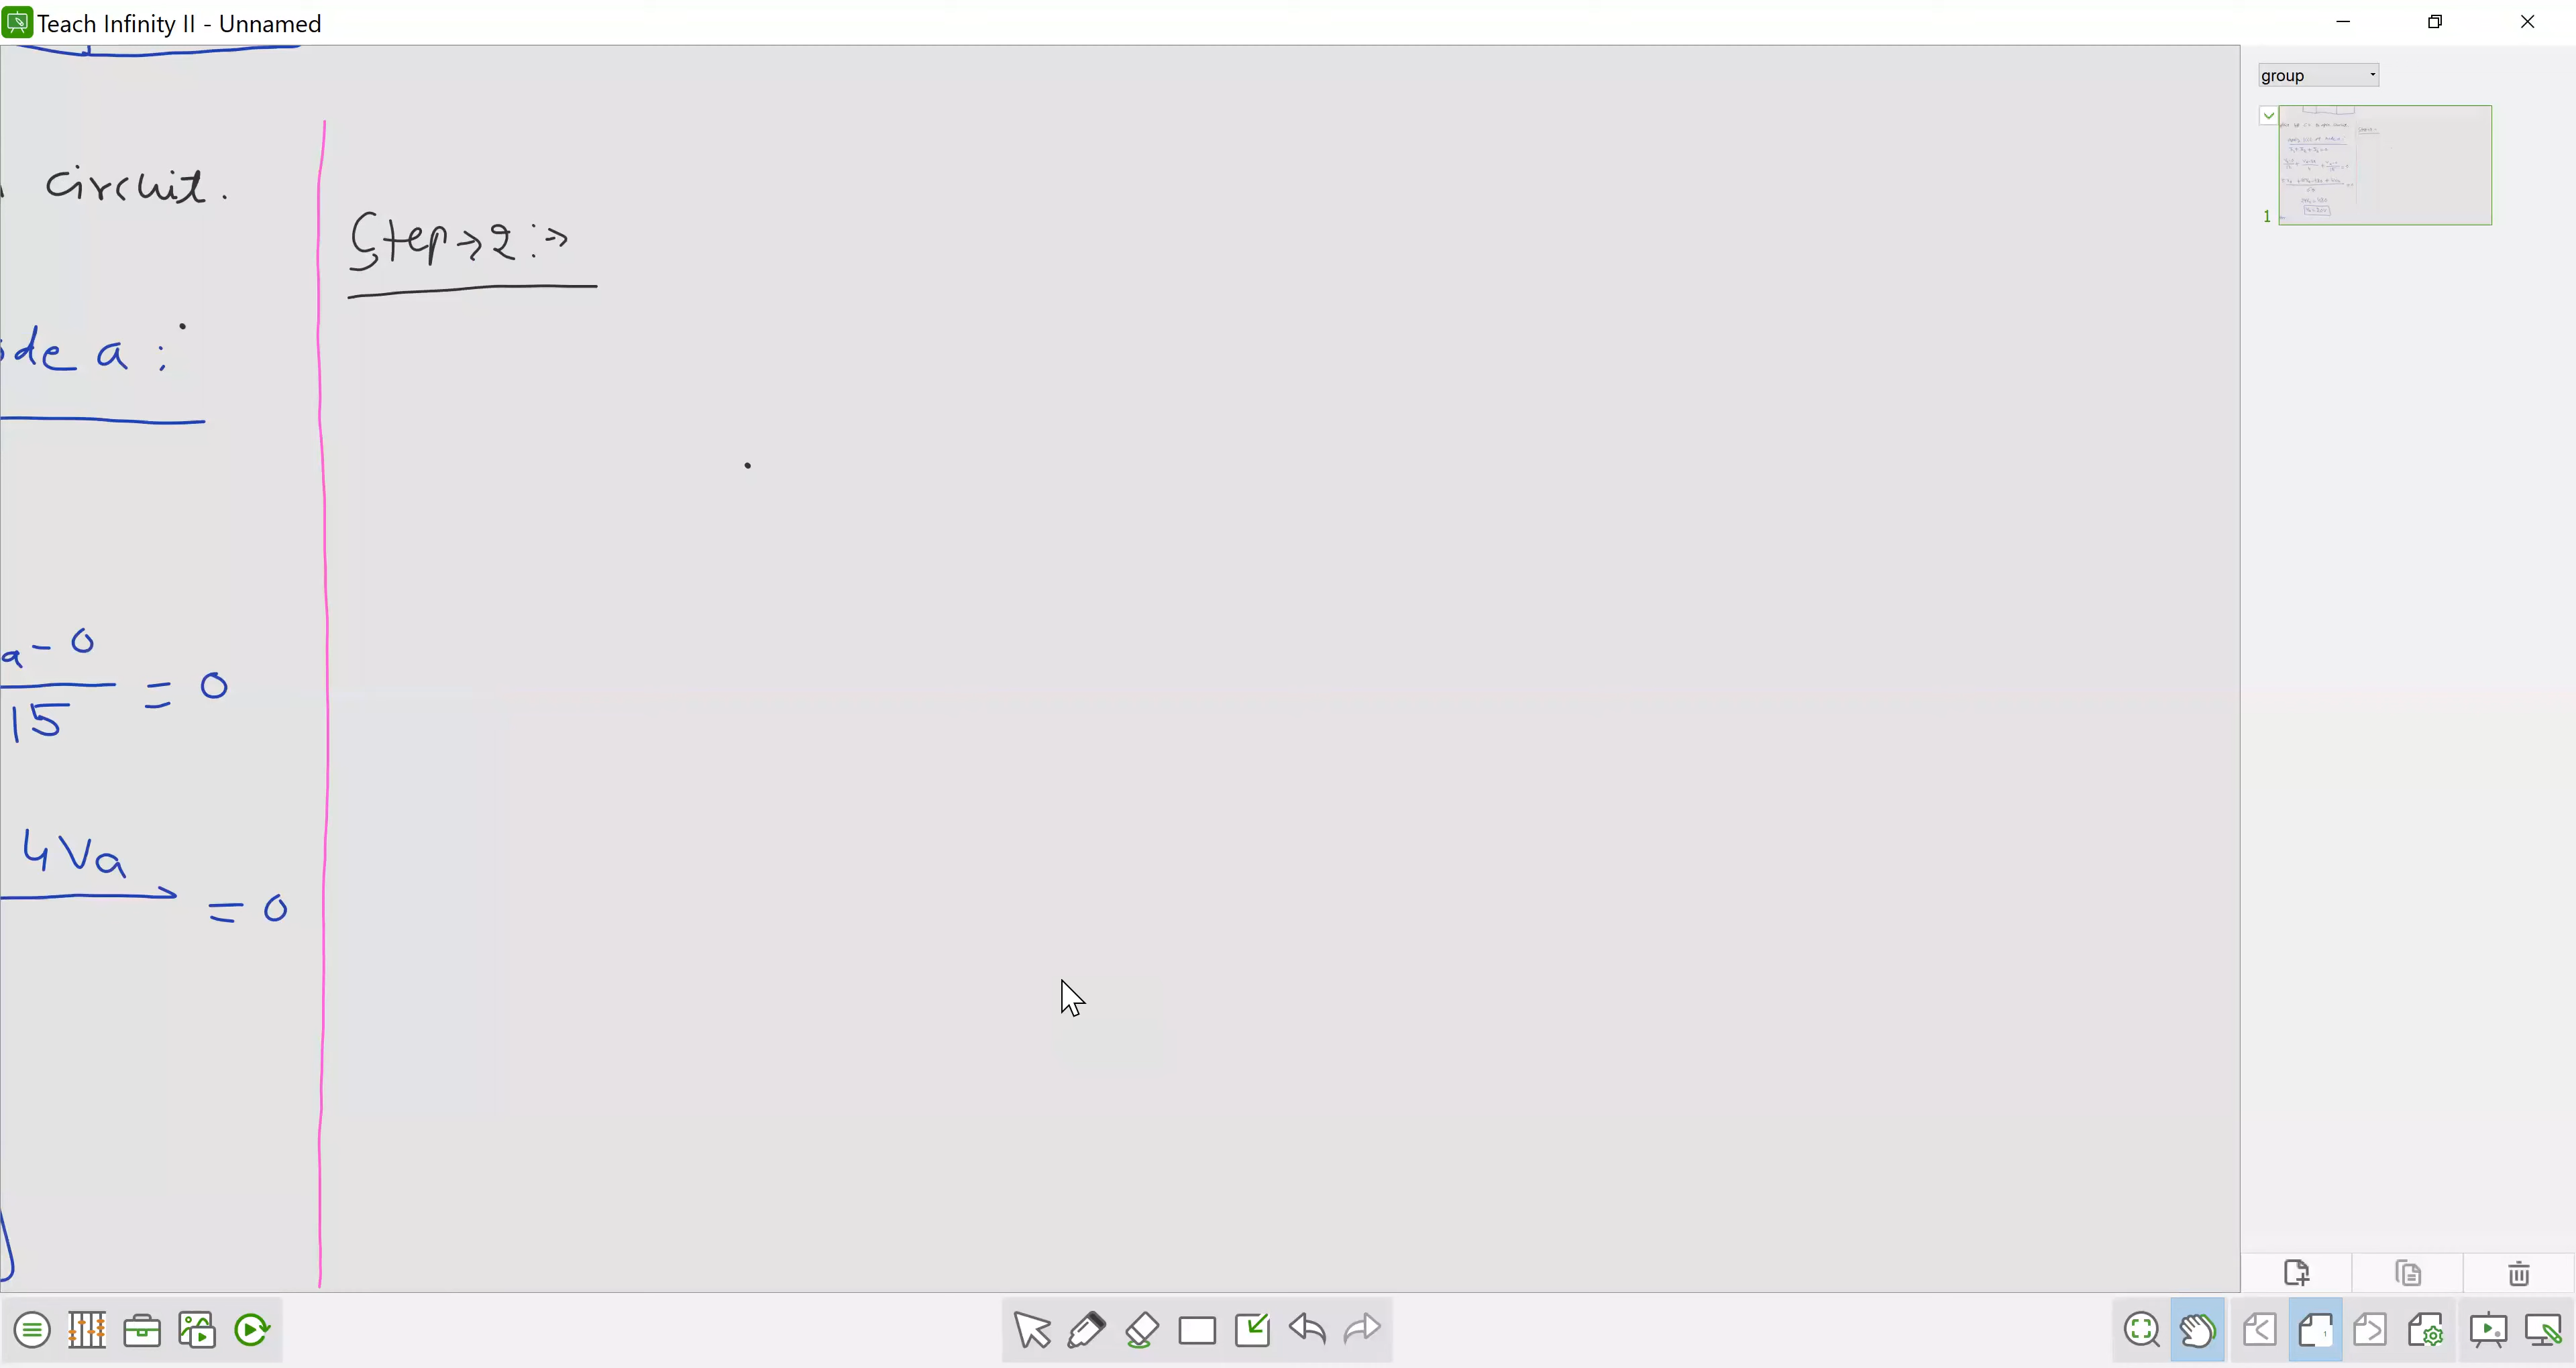 Teach Infinity II - Unnamed
group
1
circuit.
de a :
a - 0
15
= 0
4Va
= 0
Step → 2 : →